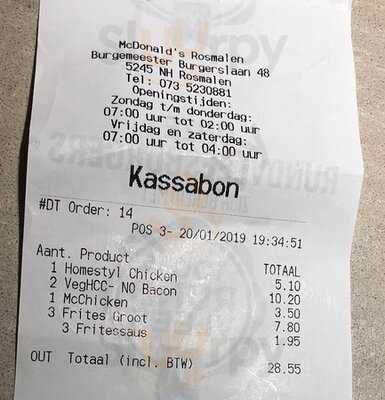 McDonald's Rosmalen
Burgemeester Burgerslaan 48
5245 NH Rosmalen
Tel: 073 5230881
Openingstijden:
Zondag t/m donderdag:
07:00 uur tot 02:00 uur
Vrijdag en zaterdag:
07:00 uur tot 04:00 uur
Kassabon
#DT Order: 14
POS 3- 20/01/2019 19:34:51
Aant. Product TOTAAL
1 Homestyl Chicken 5.10
2 VegHCC- NO Bacon 10.20
1 McChicken 3.50
3 Frites Groot 7.80
3 Fritessaus 1.95
OUT Totaal (incl. BTW) 28.55